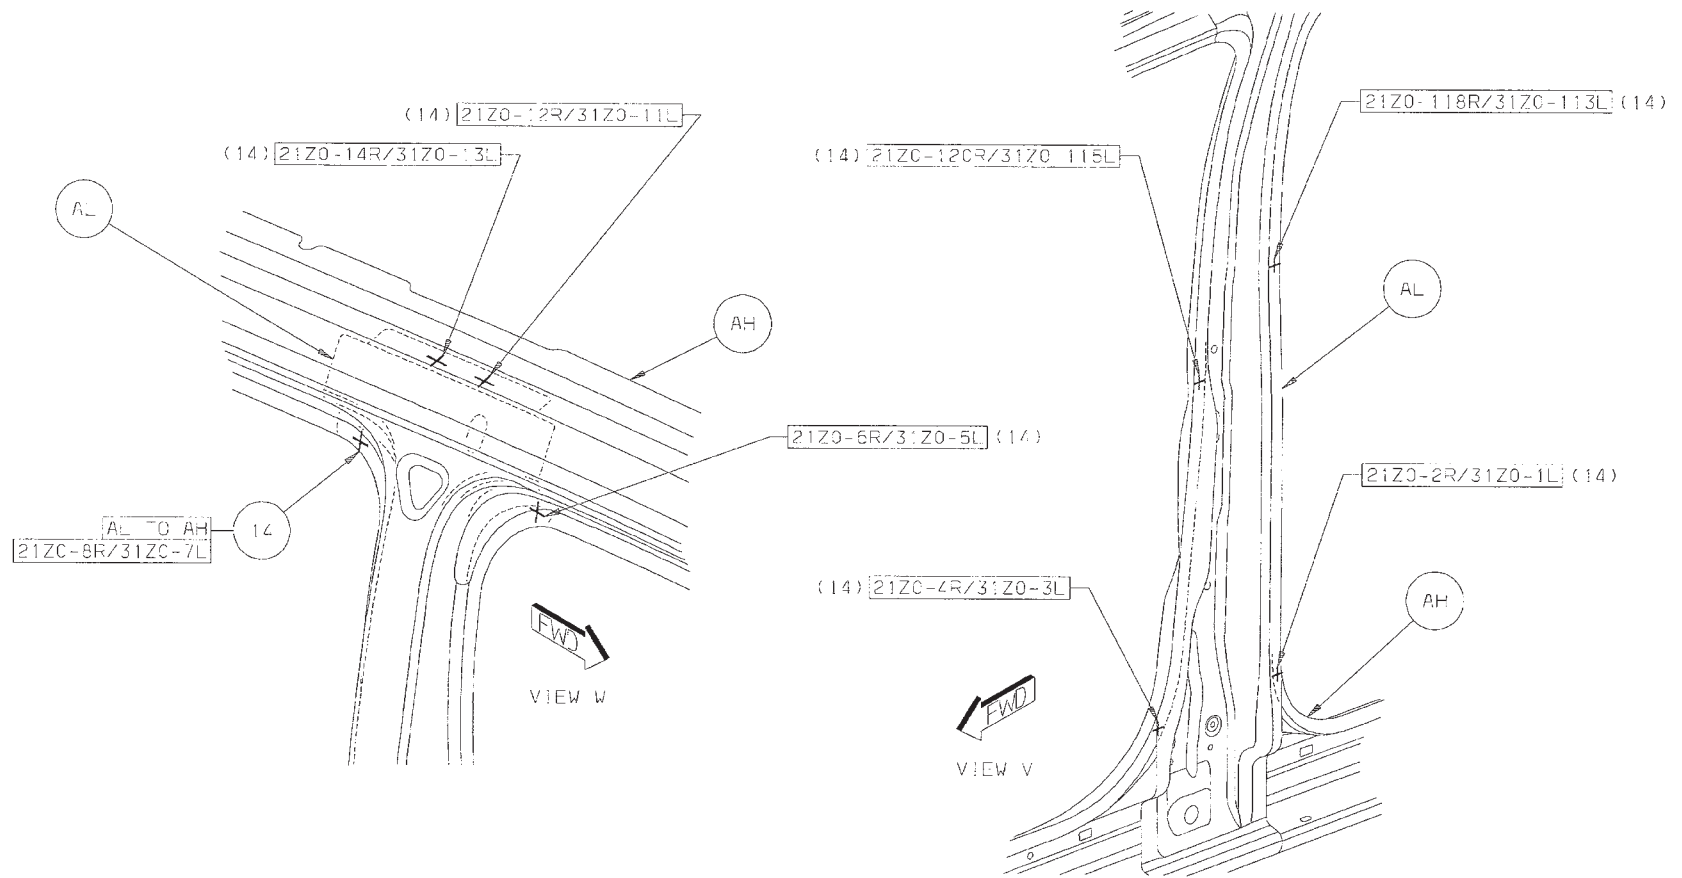 (14) 21Z0-12R/31Z0-11L
(14) 21Z0-14R/31Z0-13L
AL
AH
21Z0-6R/31Z0-5L (14)
AL TO AH
21Z0-8R/31Z0-7L
14
FWD
VIEW W
21Z0-118R/31Z0-113L (14)
(14) 21Z0-120R/31Z0-115L
AL
21Z0-2R/31Z0-1L (14)
(14) 21Z0-4R/31Z0-3L
AH
FWD
VIEW V